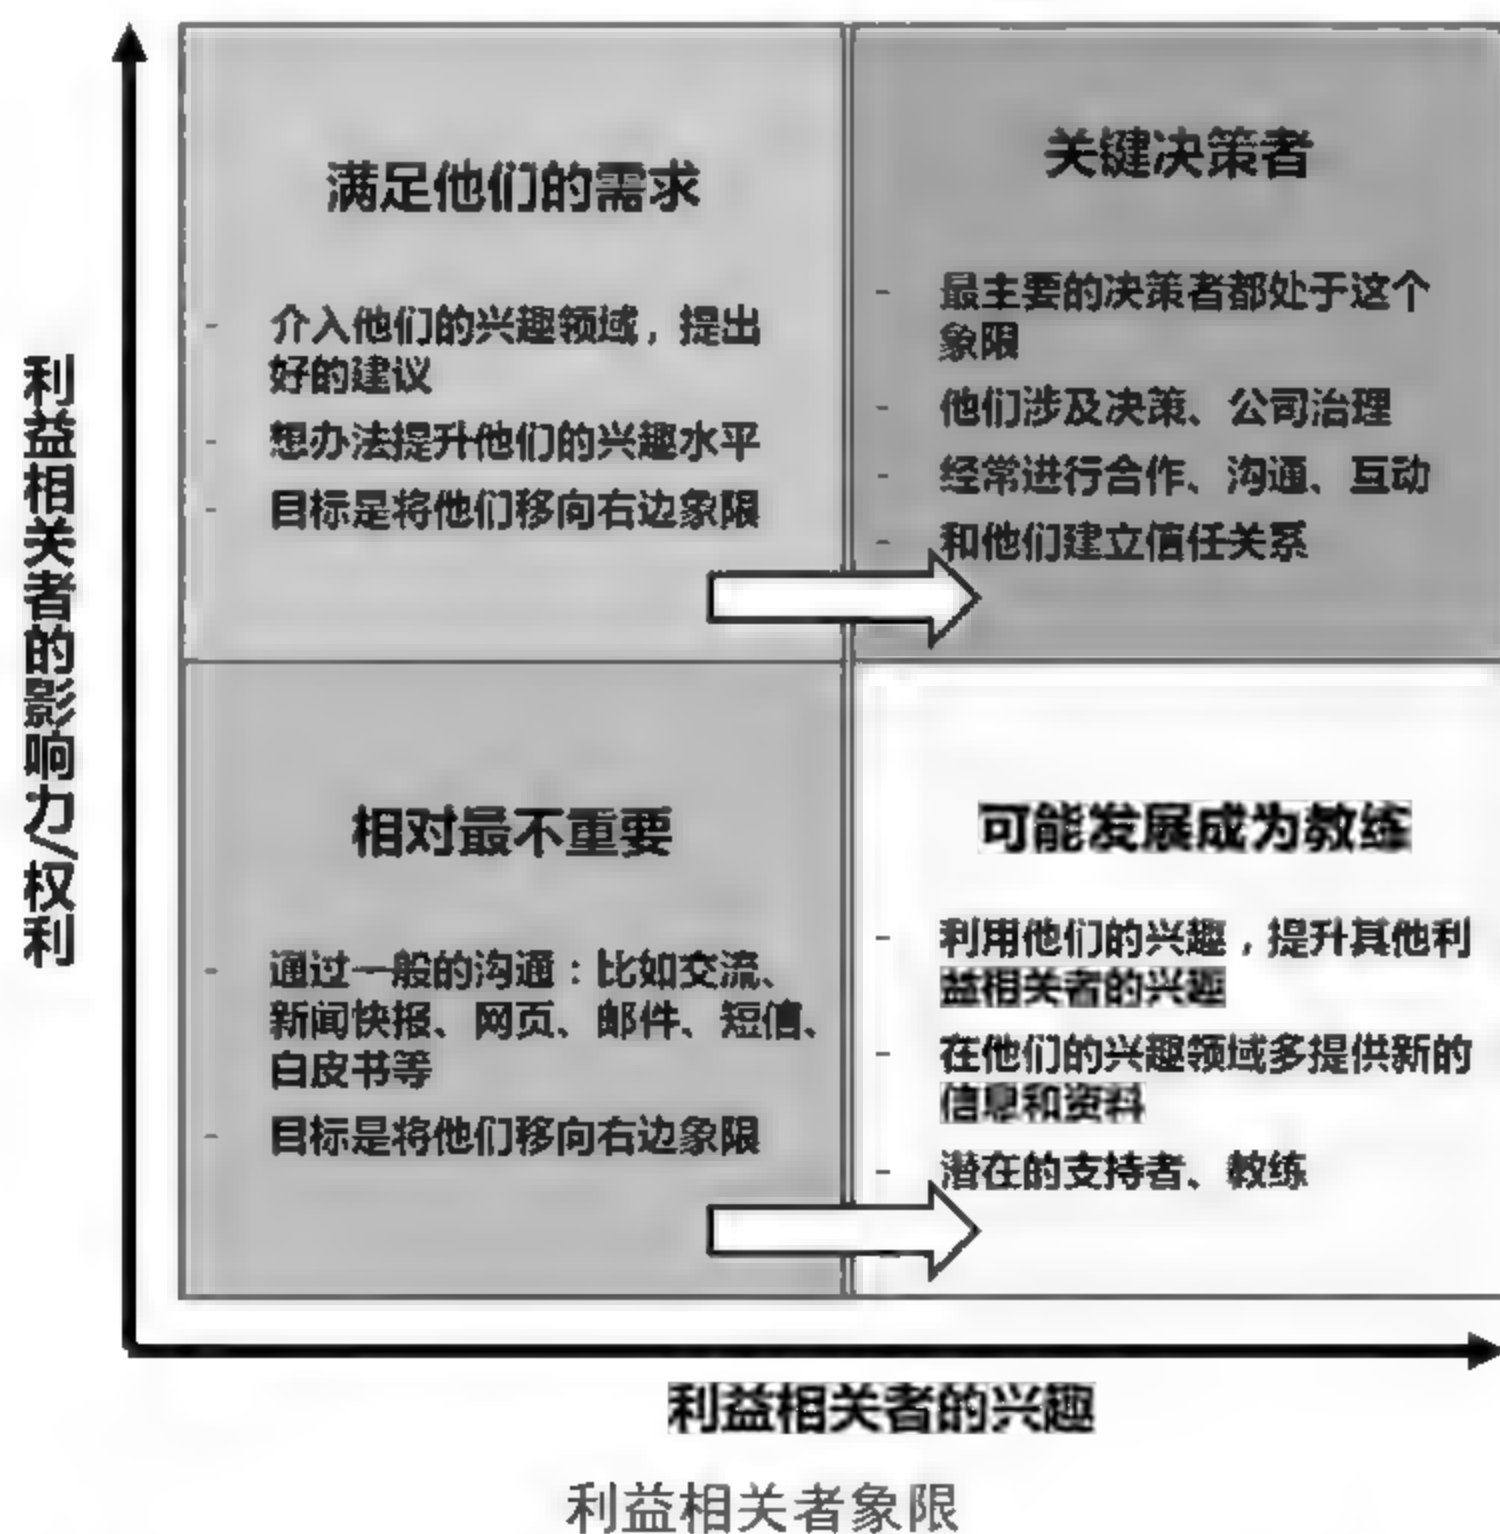 利益相关者的影响力/权利
满足他们的需求
- 介入他们的兴趣领域，提出
好的建议
- 想办法提升他们的兴趣水平
- 目标是将他们移向右边象限
关键决策者
- 最主要的决策者都处于这个
象限
- 他们涉及决策、公司治理
- 经常进行合作、沟通、互动
- 和他们建立信任关系
相对最不重要
- 通过一般的沟通：比如交流、
新闻快报、网页、邮件、短信、
白皮书等
- 目标是将他们移向右边象限
可能发展成为教练
- 利用他们的兴趣，提升其他利
益相关者的兴趣
- 在他们的兴趣领域多提供新的
信息和资料
- 潜在的支持者、教练
利益相关者的兴趣
利益相关者象限